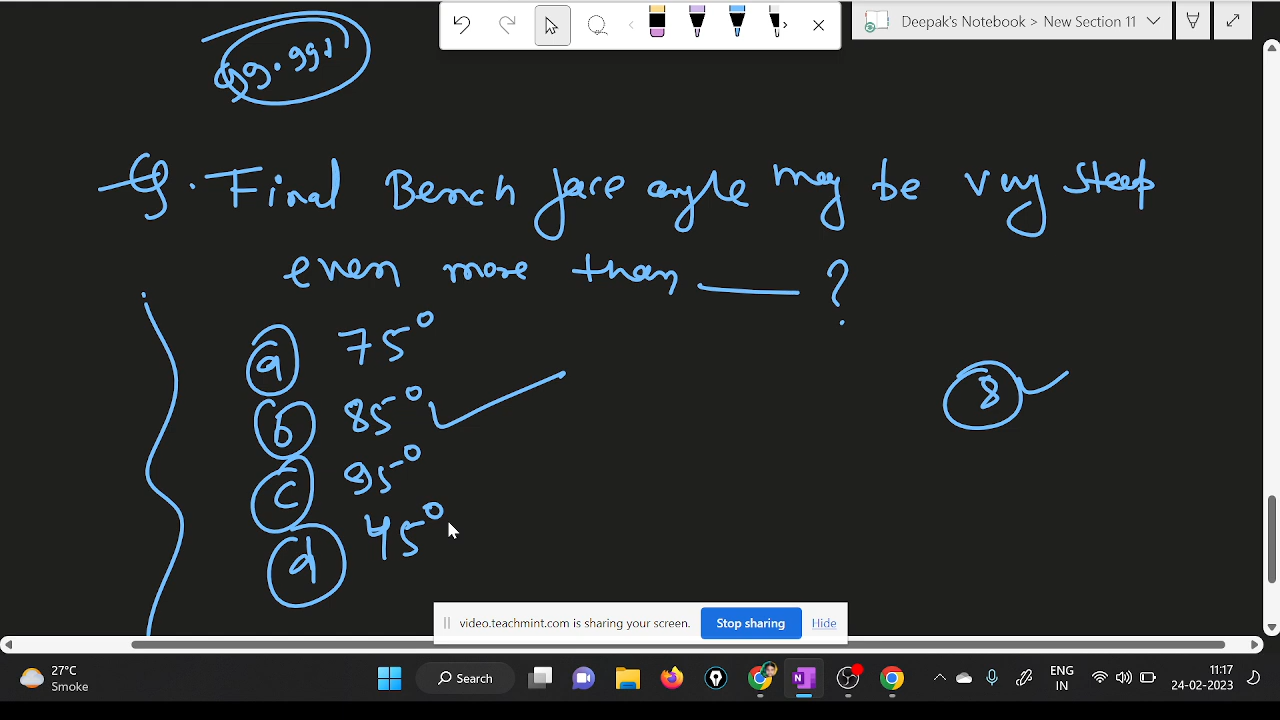 Deepak's Notebook > New Section 11
99.991
Q. Final Bench face angle may be very steep
even more than ____ ?
a 75°
b 85°
8
c 95°
d 45°
video.teachmint.com is sharing your screen. Stop sharing Hide
27°C
Smoke
Search
ENG
IN
11:17
24-02-2023